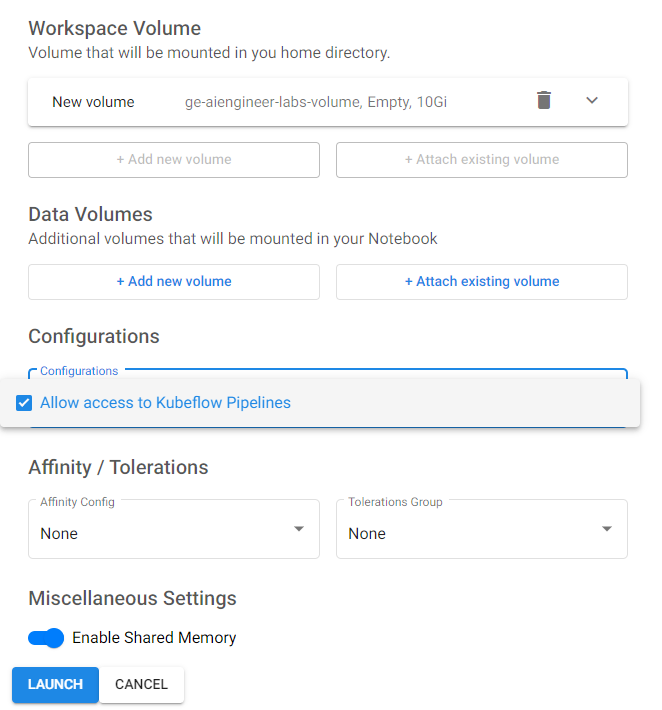 Workspace Volume
Volume that will be mounted in you home directory.
New volume ge-aiengineer-labs-volume, Empty, 10Gi
+ Add new volume + Attach existing volume
Data Volumes
Additional volumes that will be mounted in your Notebook
+ Add new volume + Attach existing volume
Configurations
Configurations
Allow access to Kubeflow Pipelines
Affinity / Tolerations
Affinity Config Tolerations Group
None None
Miscellaneous Settings
Enable Shared Memory
LAUNCH CANCEL